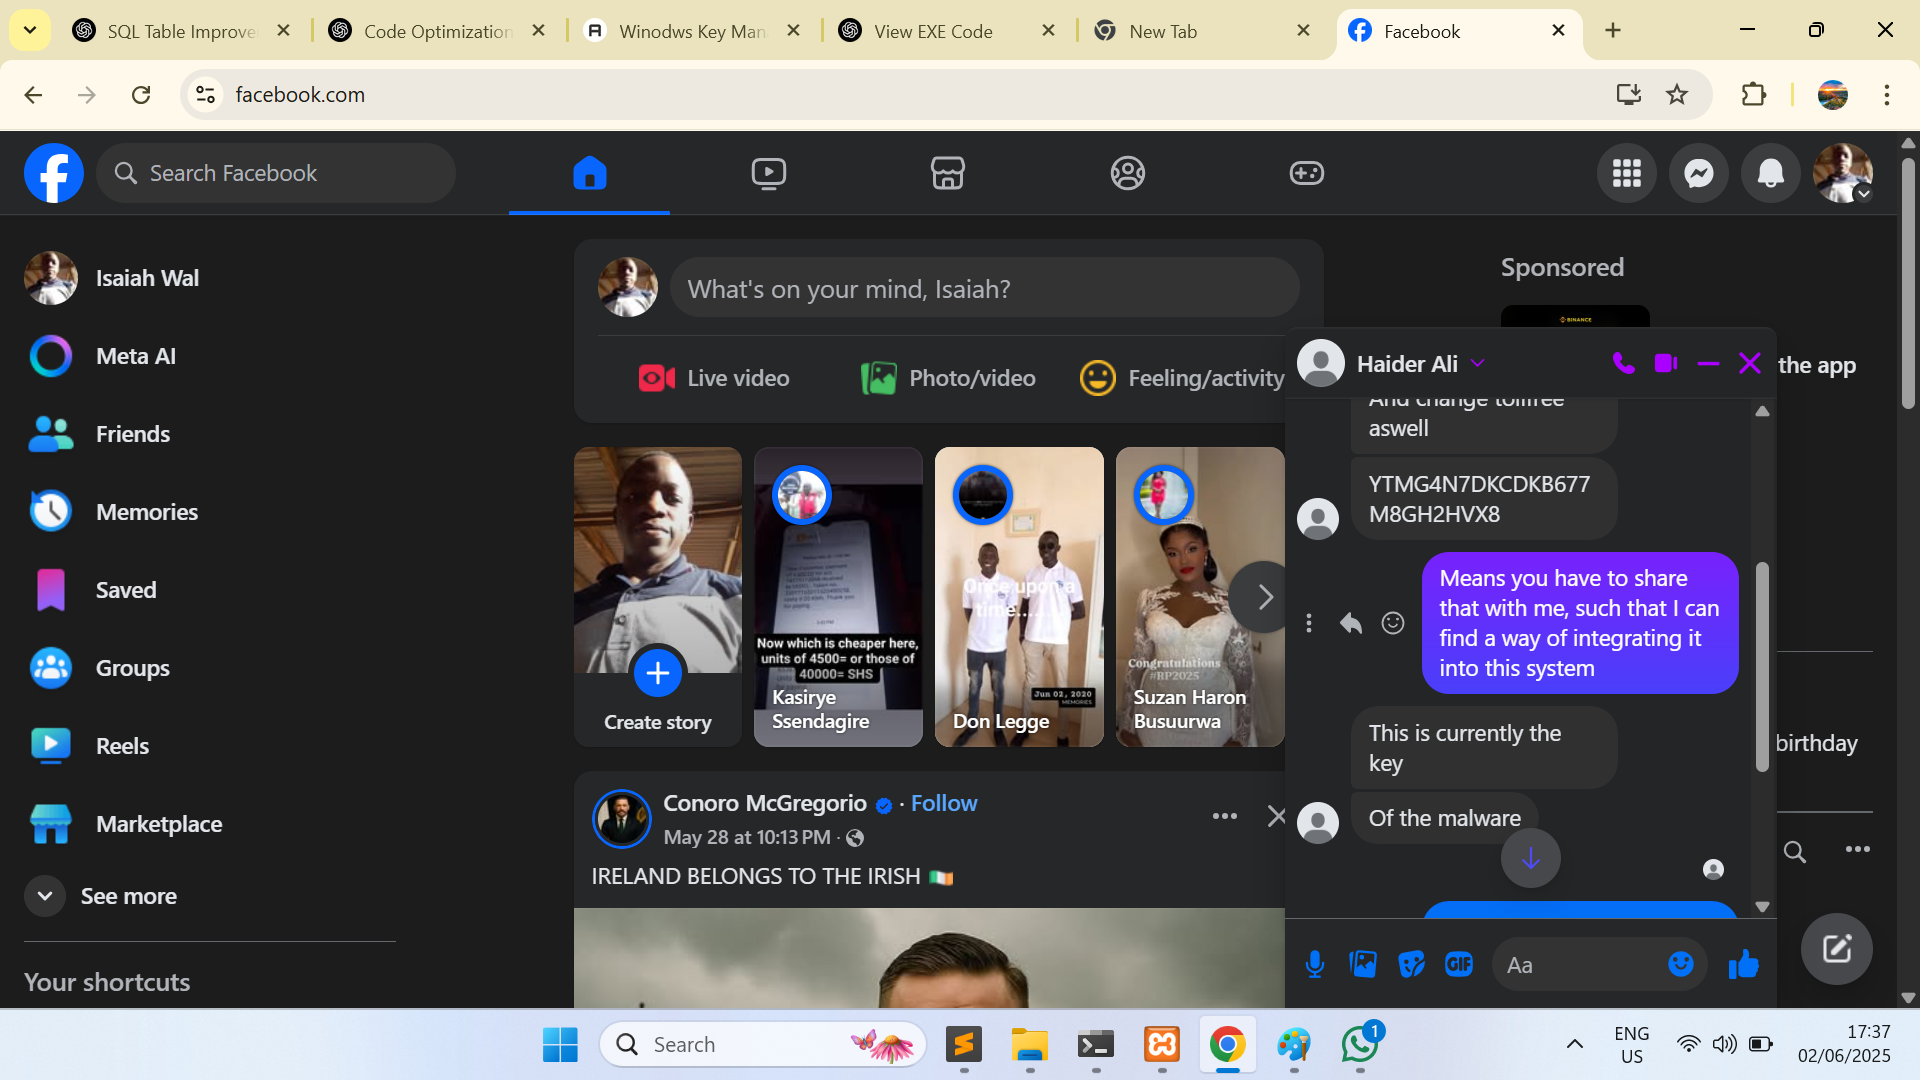 SQL Table Improve
Code Optimization
Winodws Key Man
View EXE Code
New Tab
Facebook
facebook.com
Search Facebook
Isaiah Wal
Meta AI
Friends
Memories
Saved
Groups
Reels
Marketplace
See more
Your shortcuts
What's on your mind, Isaiah?
Live video
Photo/video
Feeling/activity
Create story
Now which is cheaper here,
units of 4500= or those of
40000= SHS
Kasirye
Ssendagire
Once upon a
time......
Jun 02, 2020
MEMORIES
Don Legge
Congratulations
#RP2025
Suzan Haron
Busuurwa
Conoro McGregorio · Follow
May 28 at 10:13 PM ·
IRELAND BELONGS TO THE IRISH 🇮🇪
Sponsored
BINANCE
the app
birthday
Haider Ali
And change tollfree
aswell
YTMG4N7DKCDKB677
M8GH2HVX8
Means you have to share
that with me, such that I can
find a way of integrating it
into this system
This is currently the
key
Of the malware
GIF
Aa
Search
1
ENG
US
17:37
02/06/2025